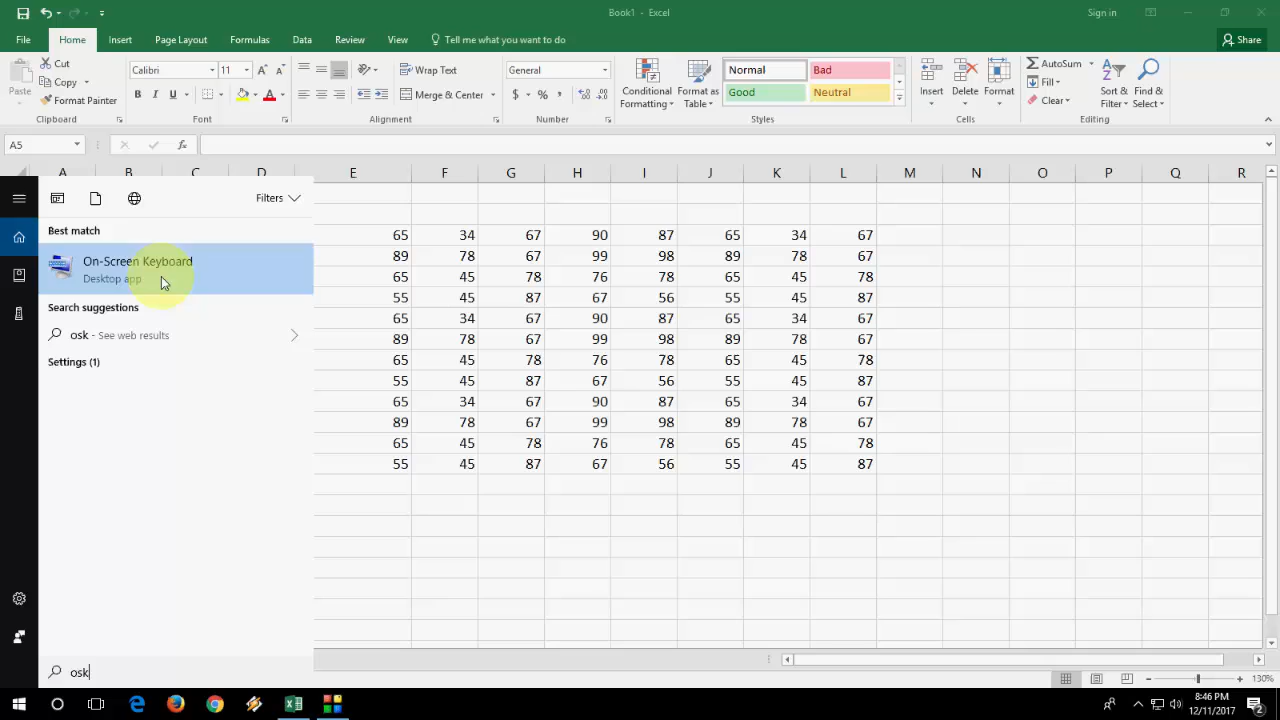 Book1 - Excel
Sign in
File Home Insert Page Layout Formulas Data Review View Tell me what you want to do Share
Paste
Cut
Copy
Format Painter
Clipboard
Calibri 11
B I U
Font
Wrap Text
Merge & Center
Alignment
General
$ % ,
Number
Conditional Formatting
Format as Table
Normal Bad
Good Neutral
Styles
Insert Delete Format
Cells
AutoSum
Fill
Clear
Sort & Filter
Find & Select
Editing
A5 fx
A B C D E F G H I J K L M N O P Q R
Filters
Best match
On-Screen Keyboard
Desktop app
Search suggestions
osk - See web results
Settings (1)
osk
65 34 67 90 87 65 34 67
89 78 67 99 98 89 78 67
65 45 78 76 78 65 45 78
55 45 87 67 56 55 45 87
65 34 67 90 87 65 34 67
89 78 67 99 98 89 78 67
65 45 78 76 78 65 45 78
55 45 87 67 56 55 45 87
65 34 67 90 87 65 34 67
89 78 67 99 98 89 78 67
65 45 78 76 78 65 45 78
55 45 87 67 56 55 45 87
130%
8:46 PM
12/11/2017
2